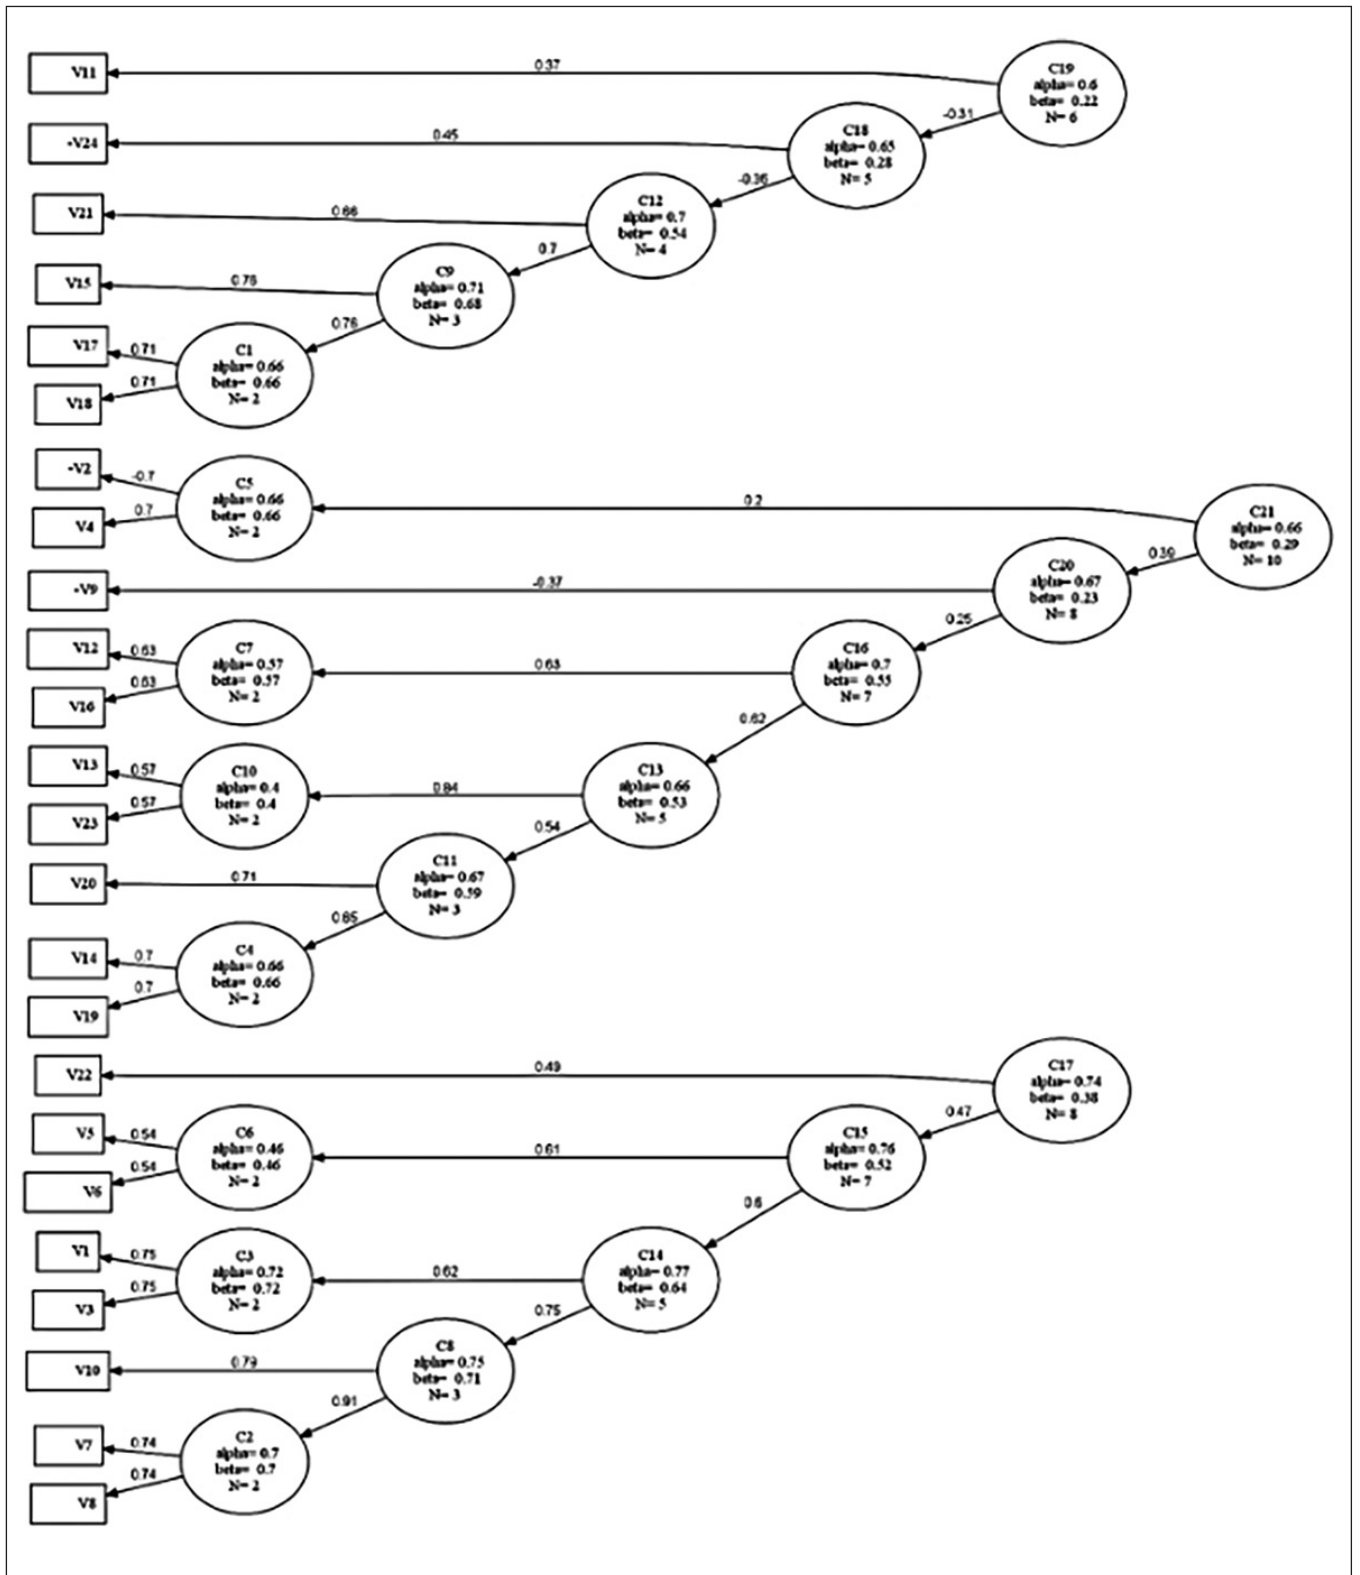 V11
0.37
C19
alpha= 0.6
beta= 0.22
N= 6
-0.31
-V24
0.45
C18
alpha= 0.65
beta= 0.28
N= 5
-0.36
V21
0.66
C12
alpha= 0.7
beta= 0.54
N= 4
0.7
V15
0.76
C9
alpha= 0.71
beta= 0.68
N= 3
0.76
V17
0.71
V18
0.71
C1
alpha= 0.66
beta= 0.66
N= 2
-V2
-0.7
V4
0.7
C5
alpha= 0.66
beta= 0.66
N= 2
0.2
C21
alpha= 0.66
beta= 0.29
N= 10
0.39
-V9
-0.37
C20
alpha= 0.67
beta= 0.23
N= 8
0.25
V12
0.63
V16
0.63
C7
alpha= 0.57
beta= 0.57
N= 2
0.63
C16
alpha= 0.7
beta= 0.55
N= 7
0.62
V13
0.57
V23
0.57
C10
alpha= 0.4
beta= 0.4
N= 2
0.84
C13
alpha= 0.66
beta= 0.53
N= 5
0.54
V20
0.71
C11
alpha= 0.67
beta= 0.59
N= 3
0.85
V14
0.7
V19
0.7
C4
alpha= 0.66
beta= 0.66
N= 2
V22
0.49
C17
alpha= 0.74
beta= 0.38
N= 8
0.47
V5
0.54
V6
0.54
C6
alpha= 0.46
beta= 0.46
N= 2
0.61
C15
alpha= 0.76
beta= 0.52
N= 7
0.6
V1
0.75
V3
0.75
C3
alpha= 0.72
beta= 0.72
N= 2
0.62
C14
alpha= 0.77
beta= 0.64
N= 5
0.75
V10
0.79
C8
alpha= 0.75
beta= 0.71
N= 3
0.91
V7
0.74
V8
0.74
C2
alpha= 0.7
beta= 0.7
N= 2